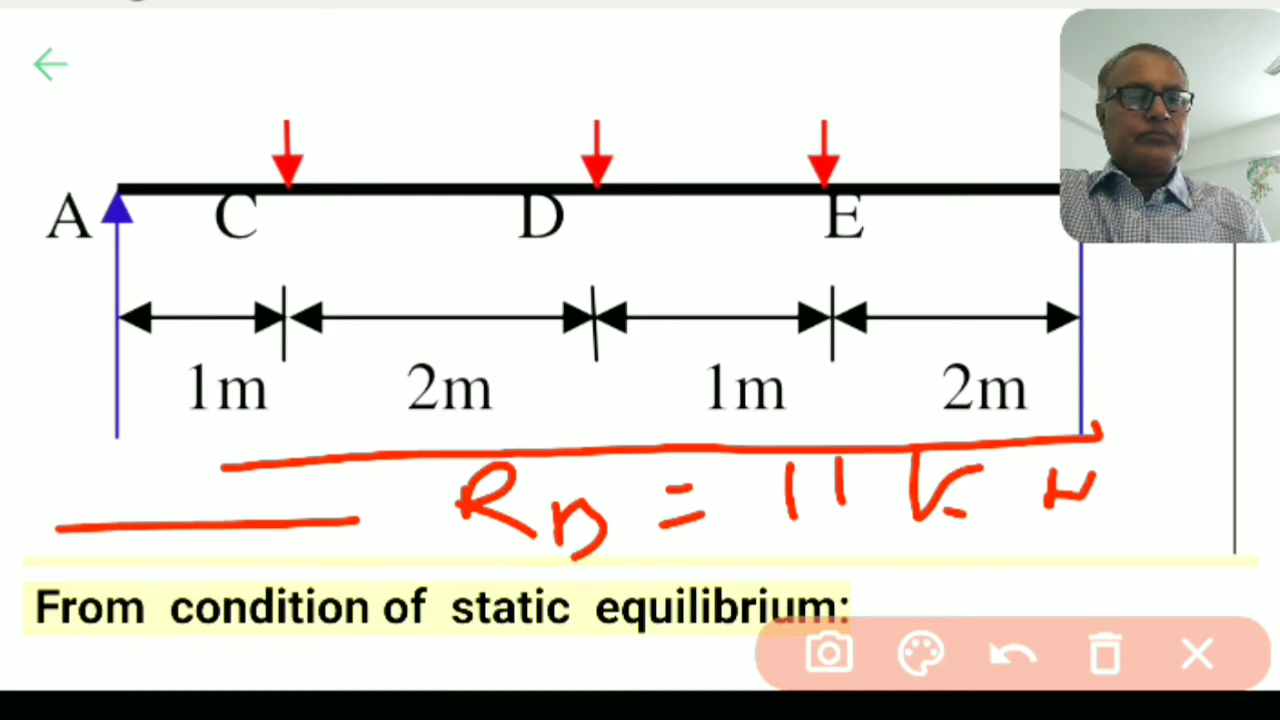 A C D E
1m 2m 1m 2m
R_B = 11 KN
From condition of static equilibrium: